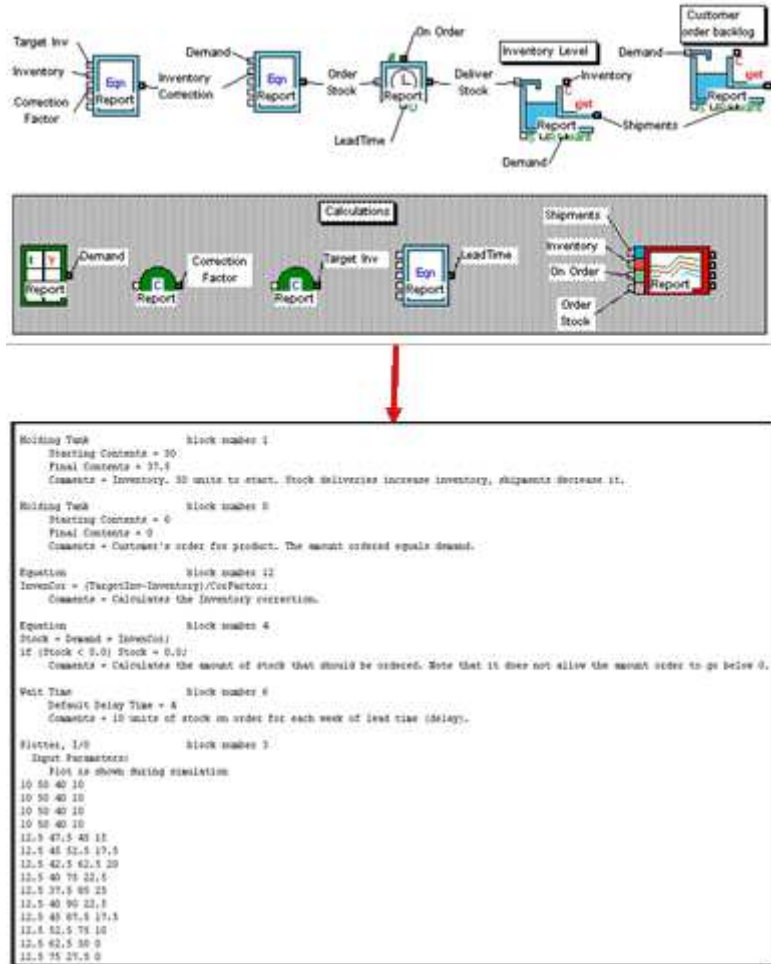 Customer
order backlog
On Order
Target Inv
Demand
Inventory Level
Demand
Inventory
Eqn
Inventory
Correction
Eqn
Order
Stock
L
Deliver
Stock
Inventory
C
get
Correction
Factor
Report
Report
Report
Report
Report
Shipments
LeadTime
Demand
Calculations
Shipments
Demand
Correction
Factor
Target Inv
LeadTime
Inventory
On Order
Y
C
C
Eqn
Report
Report
Report
Report
Report
Order
Stock
Holding Tank block number 1
Starting Contents = 50
Final Contents = 37.5
Comments = Inventory. 50 units to start. Stock deliveries increase inventory, shipments decrease it.
Holding Tank block number
Starting Contents = 0
Final Contents = 0
Comments = Customer's order for product. The amount ordered equals demand.
Equation block number 12
InvenCor = (TargetInv-Inventory)/CorFactor;
Comments = Calculates the Inventory correction.
Equation block number 4
Stock = Demand + InvenCor;
if (Stock < 0.0) Stock = 0.0;
Comments = Calculates the amount of stock that should be ordered. Note that it does not allow the amount order to go below 0.
Wait Time block number 6
Default Delay Time = 4
Comments = 10 units of stock on order for each week of lead time (delay).
Plotter, I/O block number 3
Input Parameters:
Plot is shown during simulation
10 50 40 10
10 50 40 10
10 50 40 10
10 50 40 10
12.5 47.5 45 15
12.5 45 52.5 17.5
12.5 42.5 62.5 20
12.5 40 75 22.5
12.5 37.5 85 25
12.5 40 90 22.5
12.5 45 87.5 17.5
12.5 52.5 75 10
12.5 62.5 50 0
12.5 75 27.5 0